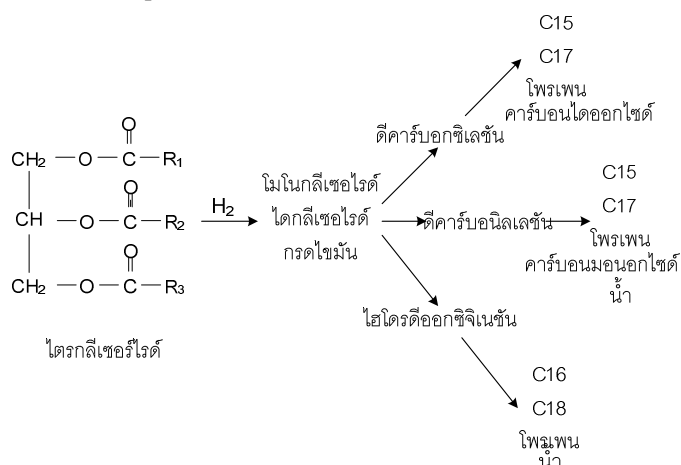 O
CH2 — O — C — R1
O
CH — O — C — R2
O
CH2 — O — C — R3
ไตรกลีเซอร์ไรด์
H2
โมโนกลีเซอไรด์
ไดกลีเซอไรด์
กรดไขมัน
ดีคาร์บอกซิเลชัน
C15
C17
โพรเพน
คาร์บอนไดออกไซด์
ดีคาร์บอนิลเลชัน
C15
C17
โพรเพน
คาร์บอนมอนอกไซด์
น้ำ
ไฮโดรดีออกซิจิเนชัน
C16
C18
โพรเพน
น้ำ